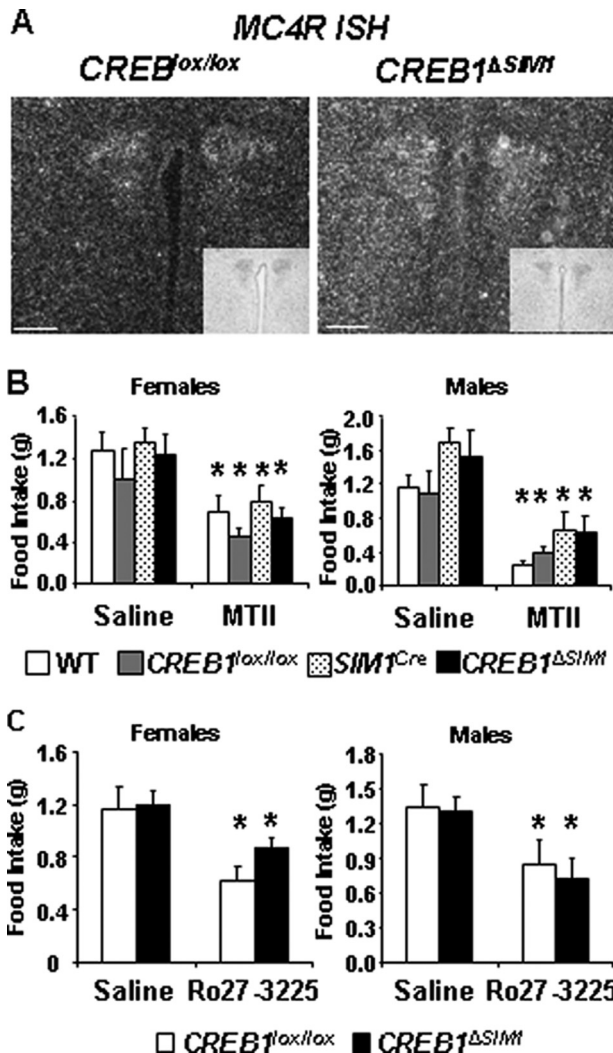 A
MC4R ISH
CREB^lox/lox CREB1^ΔSIM1
B
Females Males
Food Intake (g) Food Intake (g)
1.6 2.0
1.2 1.6
0.8 1.2
0.4 0.8
0.0 0.4
0.0
* * * * * * * *
Saline MTII Saline MTII
WT CREB1^lox/lox SIM1^Cre CREB1^ΔSIM1
C
Females Males
Food Intake (g) Food Intake (g)
1.6 1.8
1.2 1.5
0.8 1.2
0.4 0.9
0 0.6
0.3
0.0
* * * *
Saline Ro27-3225 Saline Ro27-3225
CREB1^lox/lox CREB1^ΔSIM1